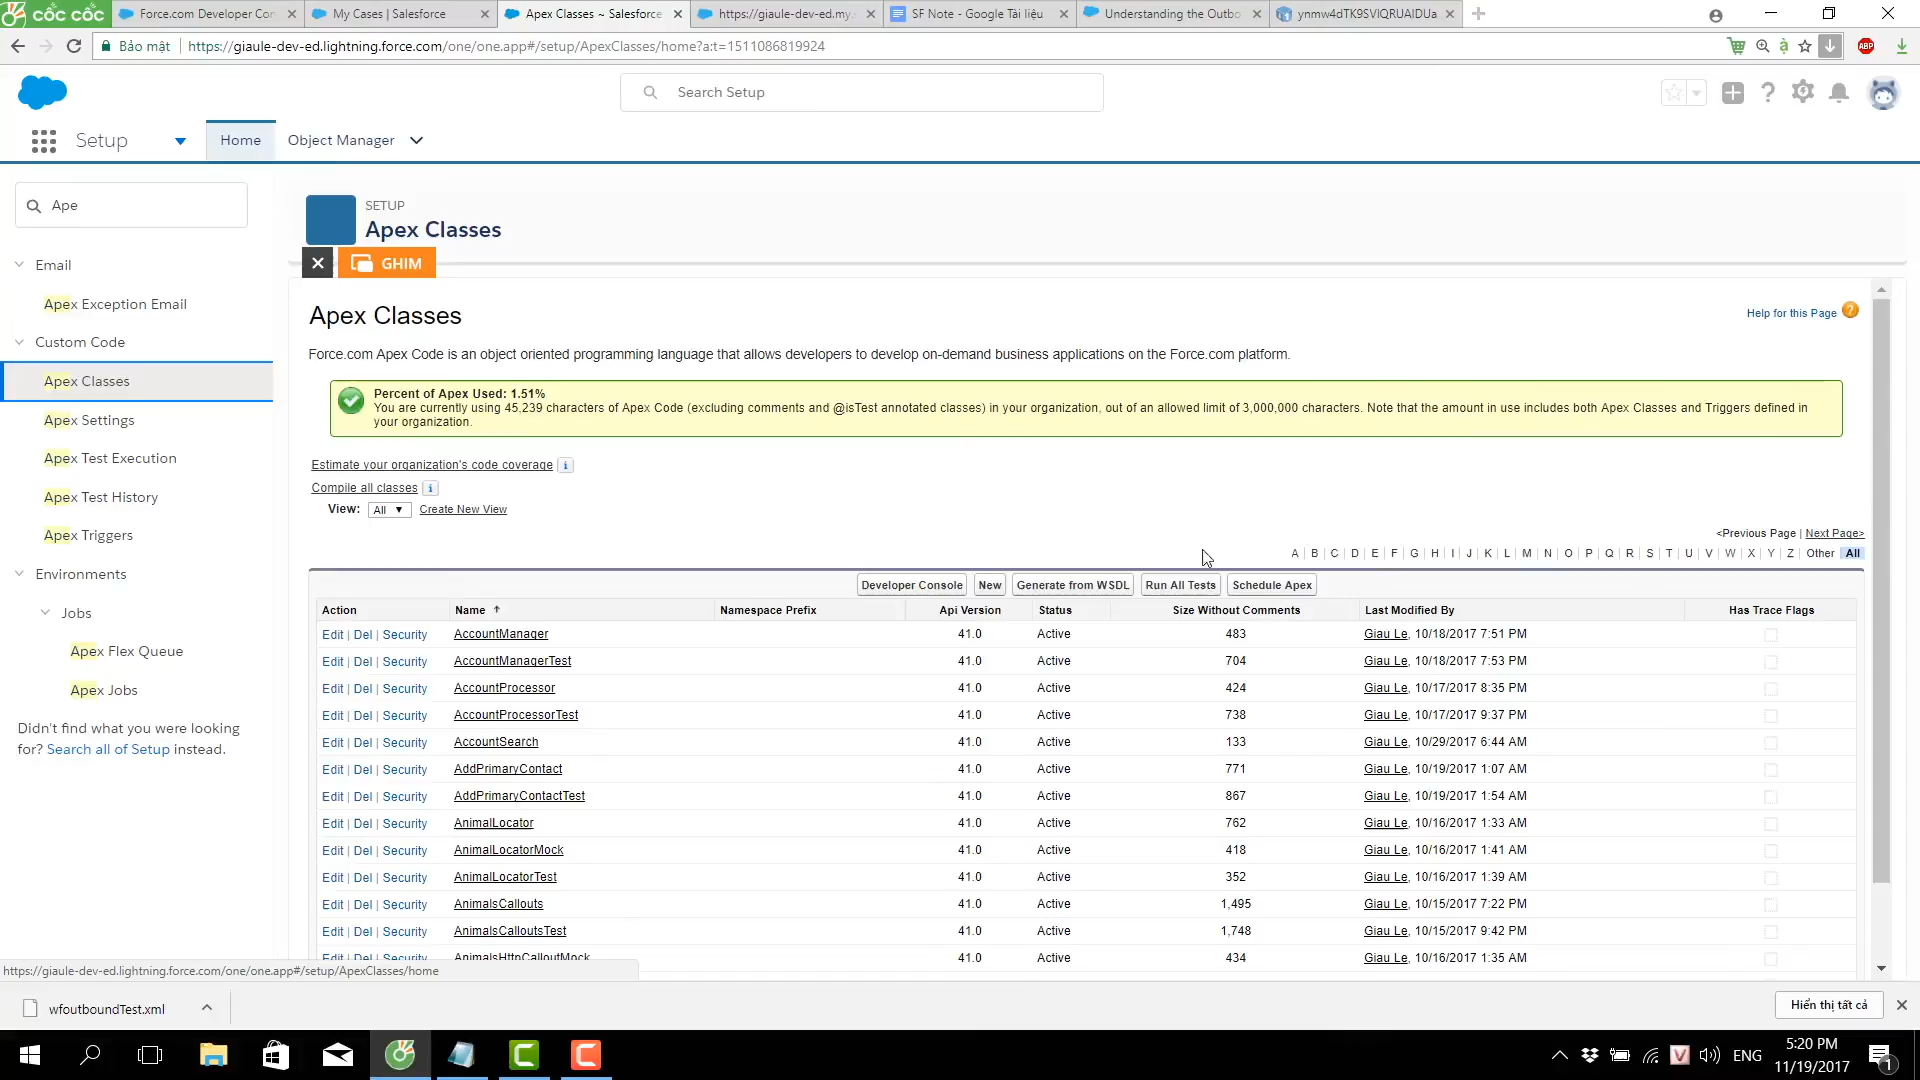 cốc cốc
Force.com Developer Con
My Cases | Salesforce
Apex Classes ~ Salesforce
https://giaule-dev-ed.my.
SF Note - Google Tài liệu
Understanding the Outbo
ynmw4dTK9SVIQRUAIDUa
Bảo mật
https://giaule-dev-ed.lightning.force.com/one/one.app#/setup/ApexClasses/home?a:t=1511086819924
ABP
Search Setup
Setup
Home
Object Manager
Ape
Email
Apex Exception Email
Custom Code
Apex Classes
Apex Settings
Apex Test Execution
Apex Test History
Apex Triggers
Environments
Jobs
Apex Flex Queue
Apex Jobs
Didn't find what you were looking
for? Search all of Setup instead.
SETUP
Apex Classes
GHIM
Apex Classes
Help for this Page ?
Force.com Apex Code is an object oriented programming language that allows developers to develop on-demand business applications on the Force.com platform.
Percent of Apex Used: 1.51%
You are currently using 45,239 characters of Apex Code (excluding comments and @isTest annotated classes) in your organization, out of an allowed limit of 3,000,000 characters. Note that the amount in use includes both Apex Classes and Triggers defined in
your organization.
Estimate your organization's code coverage i
Compile all classes i
View: All ▼ Create New View
<Previous Page | Next Page>
A | B | C | D | E | F | G | H | I | J | K | L | M | N | O | P | Q | R | S | T | U | V | W | X | Y | Z | Other All
Developer Console New Generate from WSDL Run All Tests Schedule Apex
Action Name ↑ Namespace Prefix Api Version Status Size Without Comments Last Modified By Has Trace Flags
Edit | Del | Security AccountManager 41.0 Active 483 Giau Le, 10/18/2017 7:51 PM
Edit | Del | Security AccountManagerTest 41.0 Active 704 Giau Le, 10/18/2017 7:53 PM
Edit | Del | Security AccountProcessor 41.0 Active 424 Giau Le, 10/17/2017 8:35 PM
Edit | Del | Security AccountProcessorTest 41.0 Active 738 Giau Le, 10/17/2017 9:37 PM
Edit | Del | Security AccountSearch 41.0 Active 133 Giau Le, 10/29/2017 6:44 AM
Edit | Del | Security AddPrimaryContact 41.0 Active 771 Giau Le, 10/19/2017 1:07 AM
Edit | Del | Security AddPrimaryContactTest 41.0 Active 867 Giau Le, 10/19/2017 1:54 AM
Edit | Del | Security AnimalLocator 41.0 Active 762 Giau Le, 10/16/2017 1:33 AM
Edit | Del | Security AnimalLocatorMock 41.0 Active 418 Giau Le, 10/16/2017 1:41 AM
Edit | Del | Security AnimalLocatorTest 41.0 Active 352 Giau Le, 10/16/2017 1:39 AM
Edit | Del | Security AnimalsCallouts 41.0 Active 1,495 Giau Le, 10/15/2017 7:22 PM
Edit | Del | Security AnimalsCalloutsTest 41.0 Active 1,748 Giau Le, 10/15/2017 9:42 PM
Edit | Del | Security AnimalsHttpCalloutMock 41.0 Active 434 Giau Le, 10/16/2017 1:35 AM
https://giaule-dev-ed.lightning.force.com/one/one.app#/setup/ApexClasses/home
wfoutboundTest.xml
Hiển thị tất cả
ENG
5:20 PM
11/19/2017
1